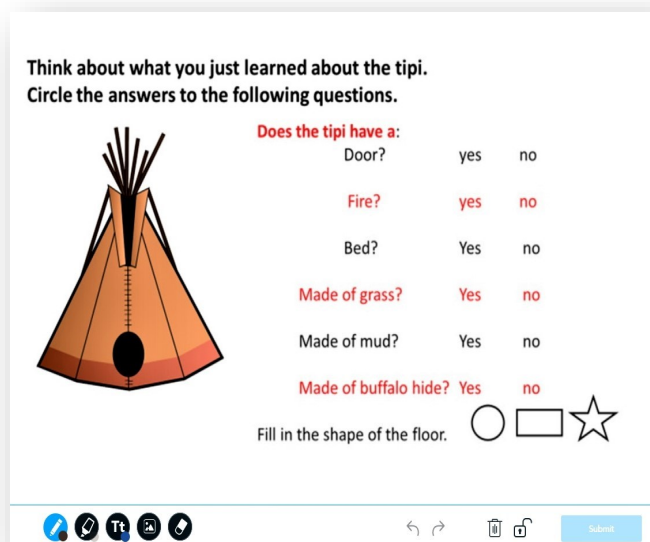 Think about what you just learned about the tipi.
Circle the answers to the following questions.
Does the tipi have a:
Door? yes no
Fire? yes no
Bed? Yes no
Made of grass? Yes no
Made of mud? Yes no
Made of buffalo hide? Yes no
Fill in the shape of the floor.
Tt
Submit